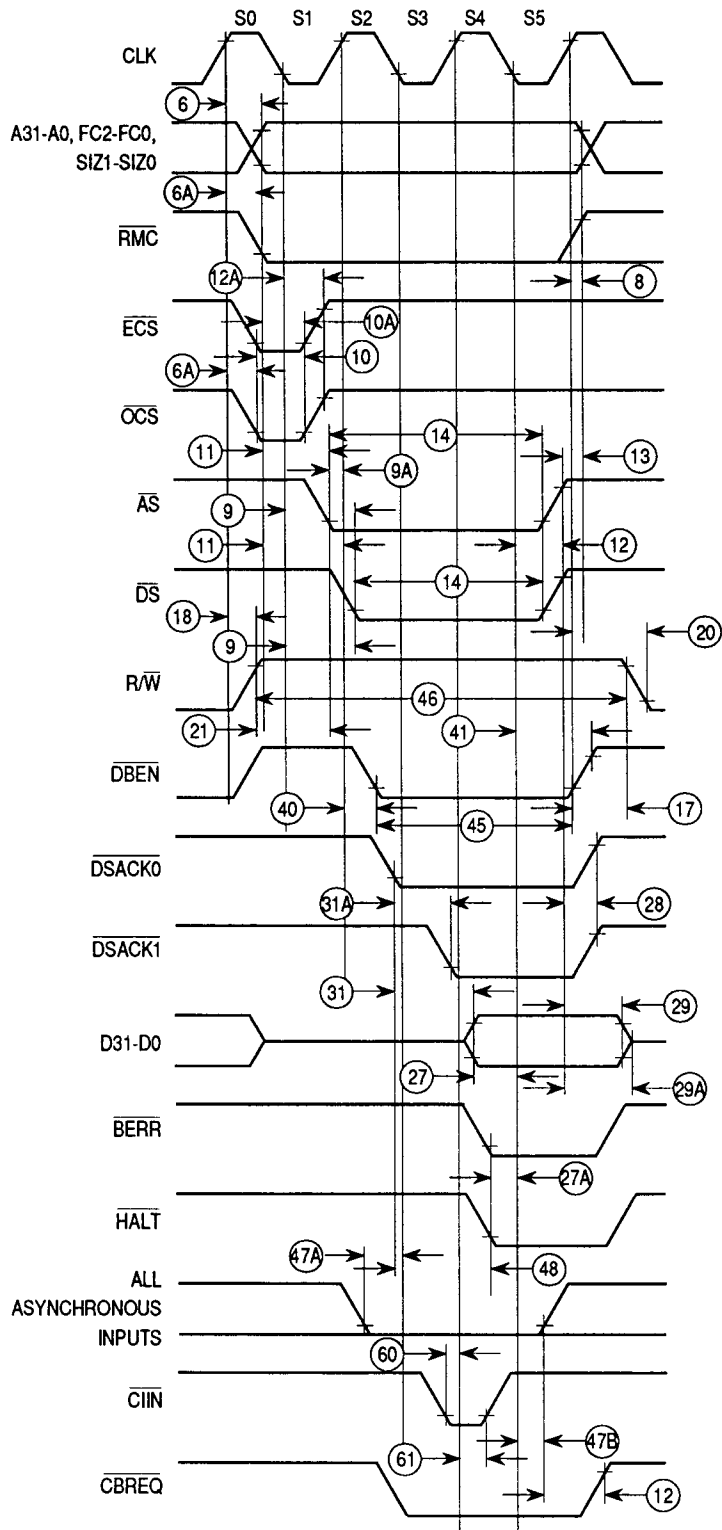 S0 S1 S2 S3 S4 S5
CLK
6
A31-A0, FC2-FC0,
SIZ1-SIZ0
6A
RMC
12A
8
ECS
10A
10
6A
OCS
14
11
9A
13
AS
9
11
12
DS
14
18
20
9
R/W
46
21
41
DBEN
40
45
17
DSACK0
31A
28
DSACK1
31
29
D31-D0
27
29A
BERR
27A
HALT
47A
48
ALL
ASYNCHRONOUS
INPUTS
60
CIIN
47B
61
CBREQ
12